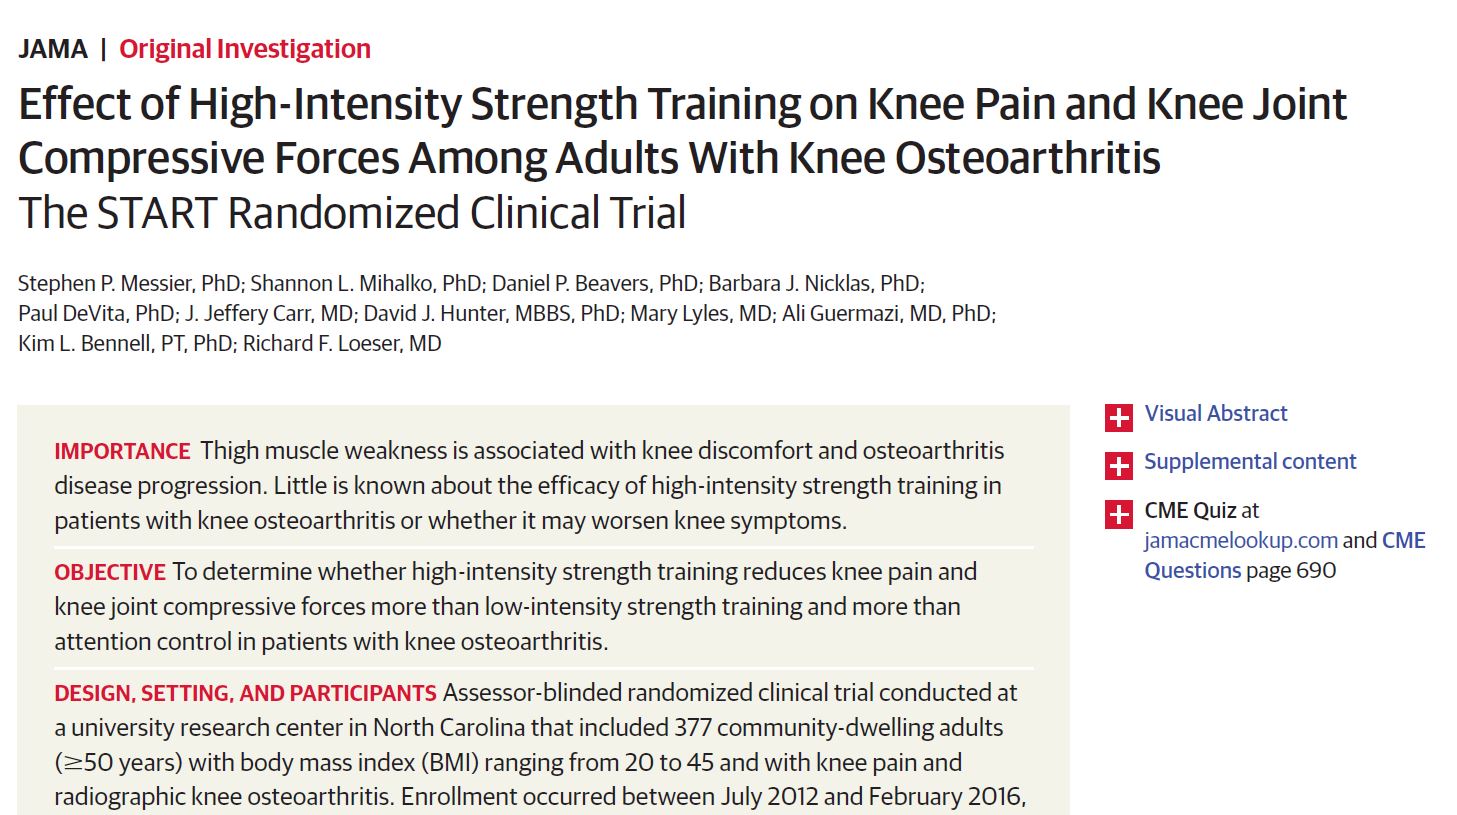 JAMA | Original Investigation
Effect of High-Intensity Strength Training on Knee Pain and Knee Joint
Compressive Forces Among Adults With Knee Osteoarthritis
The START Randomized Clinical Trial
Stephen P. Messier, PhD; Shannon L. Mihalko, PhD; Daniel P. Beavers, PhD; Barbara J. Nicklas, PhD;
Paul DeVita, PhD; J. Jeffery Carr, MD; David J. Hunter, MBBS, PhD; Mary Lyles, MD; Ali Guermazi, MD, PhD;
Kim L. Bennell, PT, PhD; Richard F. Loeser, MD
IMPORTANCE Thigh muscle weakness is associated with knee discomfort and osteoarthritis
disease progression. Little is known about the efficacy of high-intensity strength training in
patients with knee osteoarthritis or whether it may worsen knee symptoms.
OBJECTIVE To determine whether high-intensity strength training reduces knee pain and
knee joint compressive forces more than low-intensity strength training and more than
attention control in patients with knee osteoarthritis.
DESIGN, SETTING, AND PARTICIPANTS Assessor-blinded randomized clinical trial conducted at
a university research center in North Carolina that included 377 community-dwelling adults
(≥50 years) with body mass index (BMI) ranging from 20 to 45 and with knee pain and
radiographic knee osteoarthritis. Enrollment occurred between July 2012 and February 2016,
Visual Abstract
Supplemental content
CME Quiz at
jamacmelookup.com and CME
Questions page 690